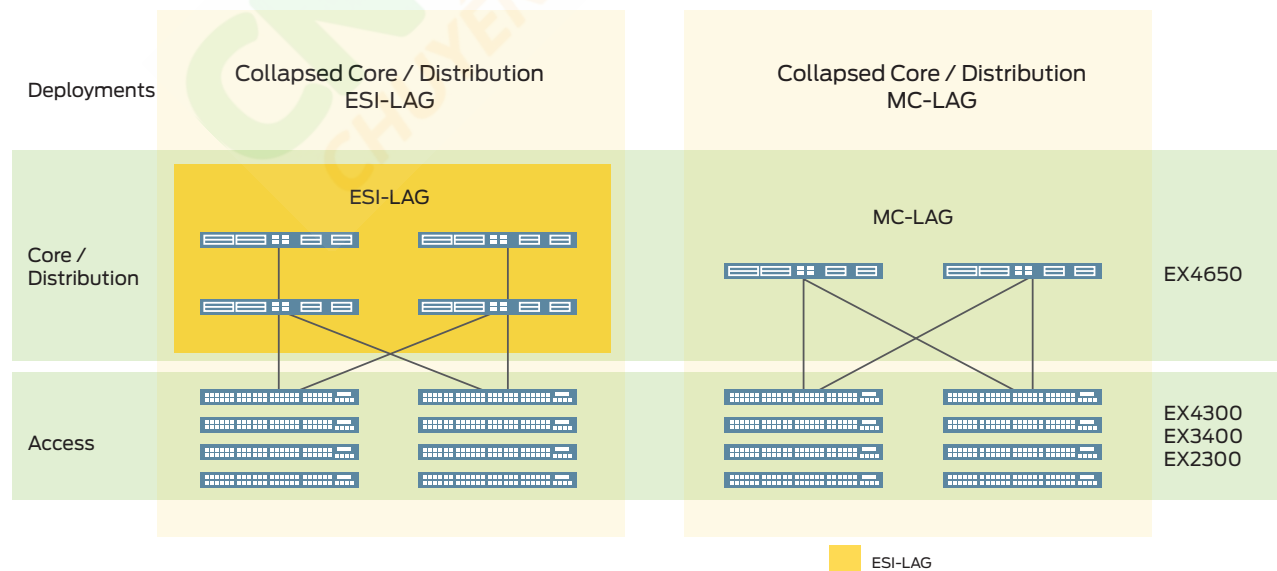 Deployments
Collapsed Core / Distribution
ESI-LAG
Collapsed Core / Distribution
MC-LAG
ESI-LAG
MC-LAG
Core /
Distribution
EX4650
Access
EX4300
EX3400
EX2300
ESI-LAG